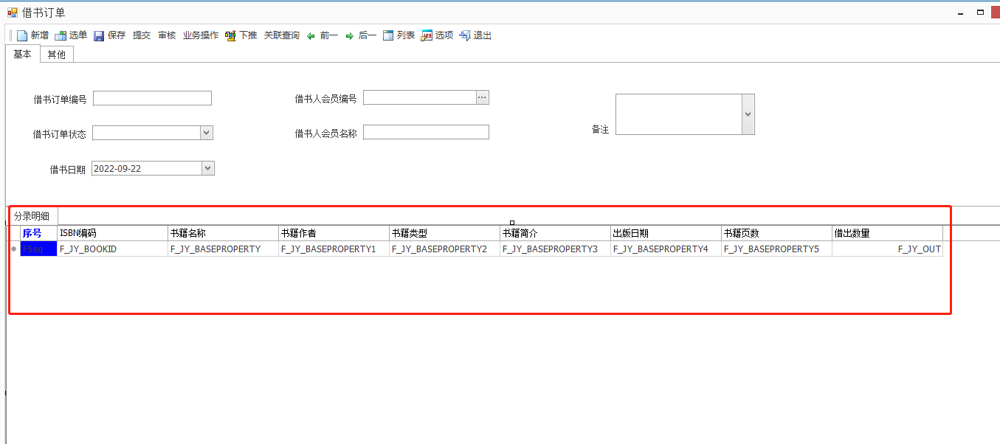 借书订单
新增 选单 保存 提交 审核 业务操作 下推 关联查询 前一 后一 列表 选项 退出
基本 其他
借书订单编号 借书人会员编号 ...
备注
借书订单状态 借书人会员名称
借书日期 2022-09-22
分录明细
序号 ISBN编码 书籍名称 书籍作者 书籍类型 书籍简介 出版日期 书籍页数 借出数量
* FSeq F_JY_BOOKID F_JY_BASEPROPERTY F_JY_BASEPROPERTY1 F_JY_BASEPROPERTY2 F_JY_BASEPROPERTY3 F_JY_BASEPROPERTY4 F_JY_BASEPROPERTY5 F_JY_OUT